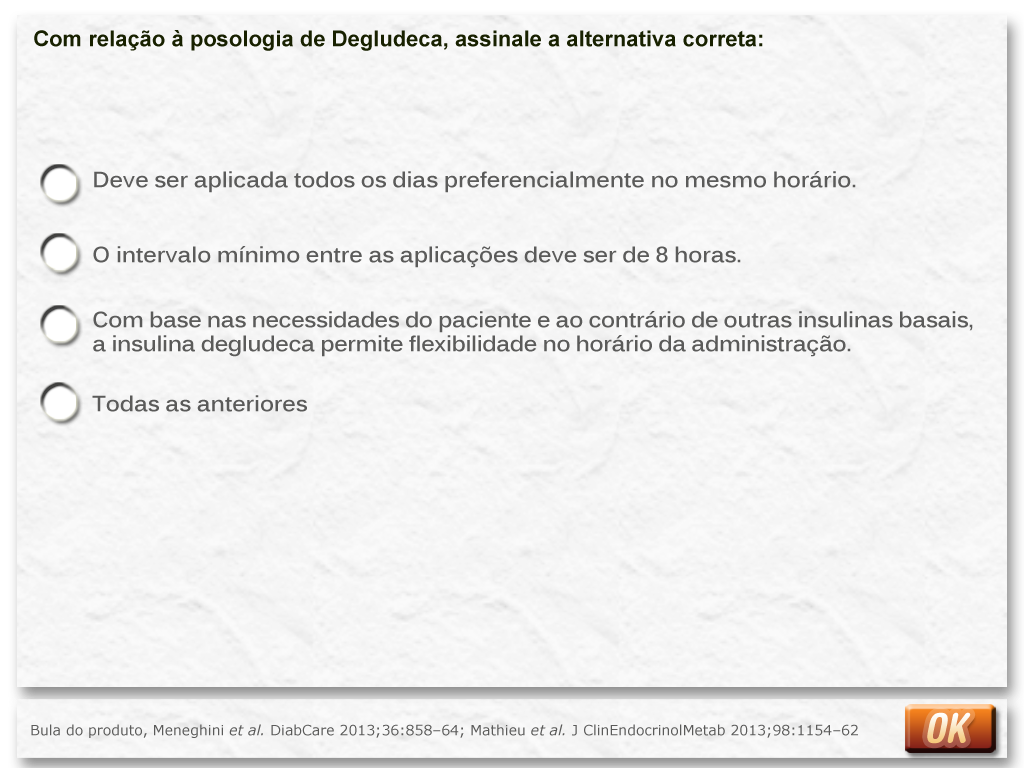 Com relação à posologia de Degludeca, assinale a alternativa correta:
Deve ser aplicada todos os dias preferencialmente no mesmo horário.
O intervalo mínimo entre as aplicações deve ser de 8 horas.
Com base nas necessidades do paciente e ao contrário de outras insulinas basais,
a insulina degludeca permite flexibilidade no horário da administração.
Todas as anteriores
Bula do produto, Meneghini et al. DiabCare 2013;36:858–64; Mathieu et al. J ClinEndocrinolMetab 2013;98:1154–62
OK